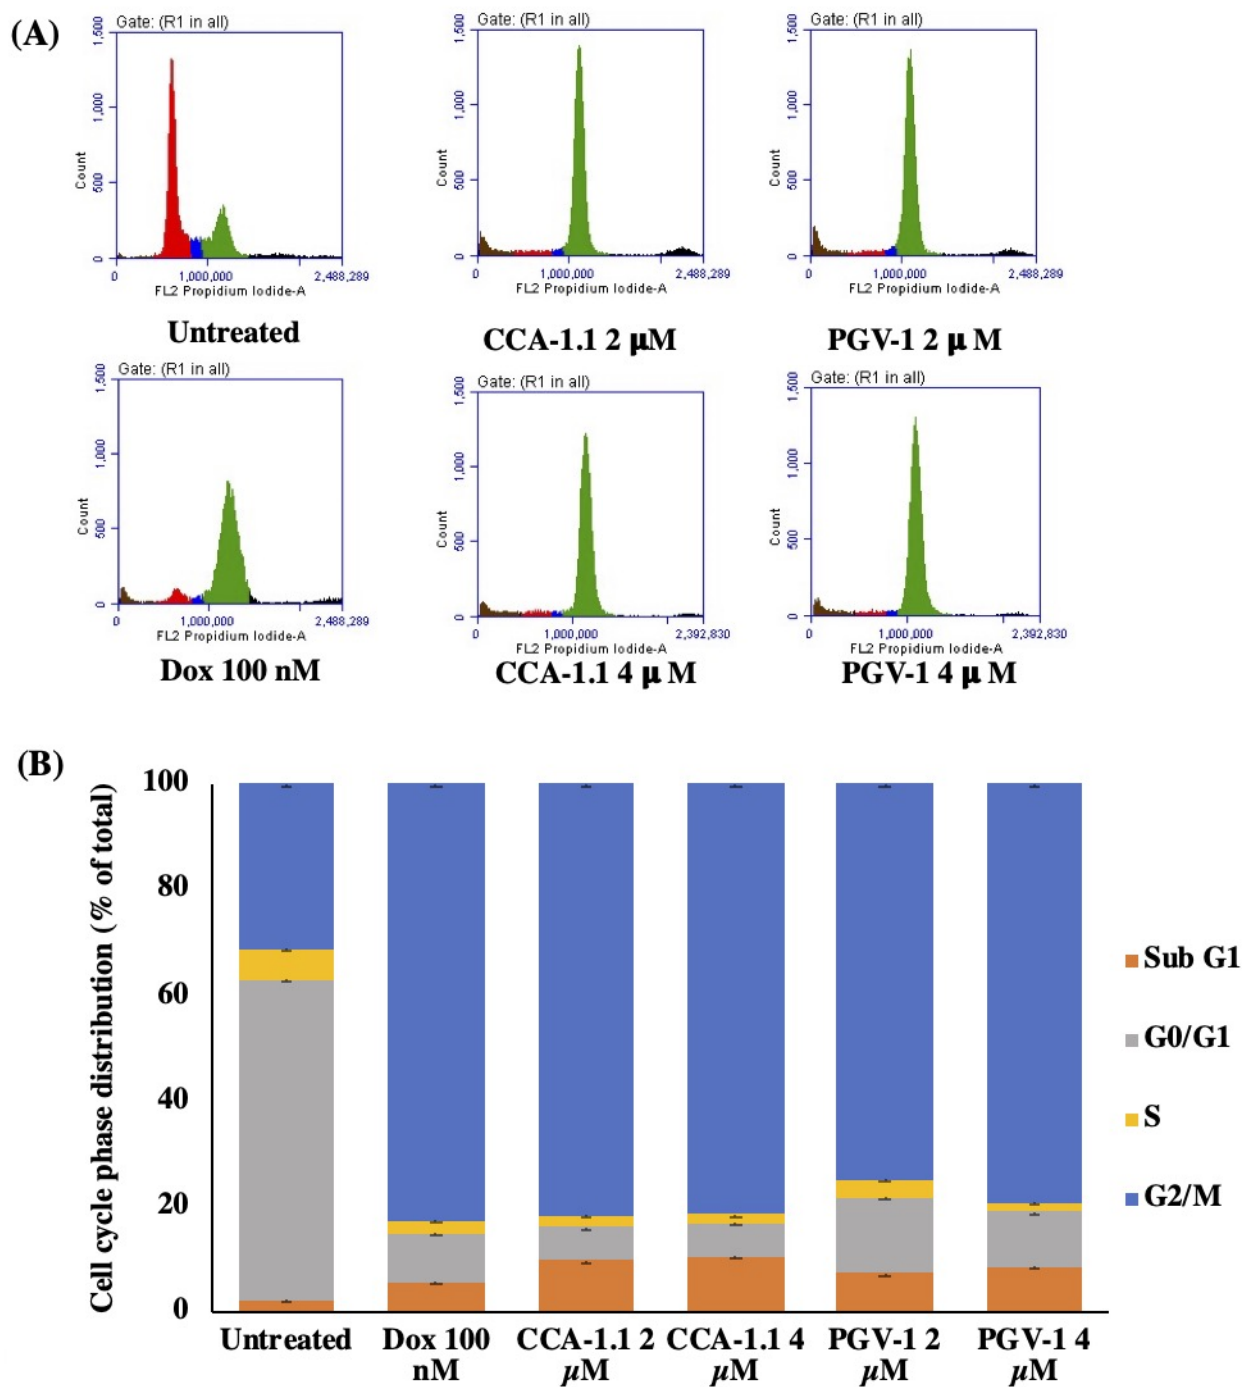 (A)
Gate: (R1 in all)
1,500
1,000
500
0
Count
0
1,000,000
2,488,289
FL2 Propidium Iodide-A
Untreated
Gate: (R1 in all)
1,500
1,000
500
0
Count
0
1,000,000
2,488,289
FL2 Propidium Iodide-A
CCA-1.1 2 μM
Gate: (R1 in all)
1,500
1,000
500
0
Count
0
1,000,000
2,488,289
FL2 Propidium Iodide-A
PGV-1 2 μ M
Gate: (R1 in all)
1,500
1,000
500
0
Count
0
1,000,000
2,488,289
FL2 Propidium Iodide-A
Dox 100 nM
Gate: (R1 in all)
1,500
1,000
500
0
Count
0
1,000,000
2,392,830
FL2 Propidium Iodide-A
CCA-1.1 4 μ M
Gate: (R1 in all)
1,500
1,000
500
0
Count
0
1,000,000
2,392,830
FL2 Propidium Iodide-A
PGV-1 4 μ M
(B)
Cell cycle phase distribution (% of total)
100
80
60
40
20
0
Untreated
Dox 100
nM
CCA-1.1 2
μM
CCA-1.1 4
μM
PGV-1 2
μM
PGV-1 4
μM
Sub G1
G0/G1
S
G2/M